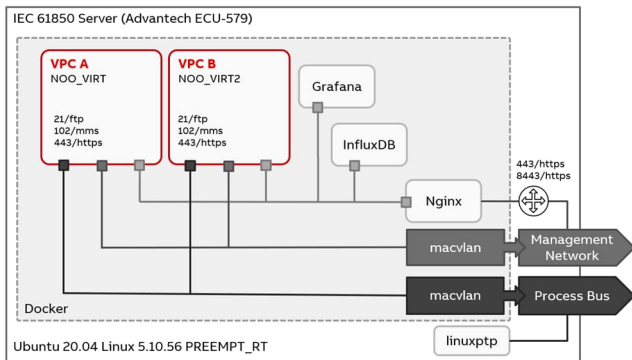 IEC 61850 Server (Advantech ECU-579)
VPC A
NOO_VIRT
21/ftp
102/mms
443/https
VPC B
NOO_VIRT2
21/ftp
102/mms
443/https
Grafana
InfluxDB
Nginx
443/https
8443/https
macvlan
Management
Network
macvlan
Process Bus
Docker
linuxptp
Ubuntu 20.04 Linux 5.10.56 PREEMPT_RT